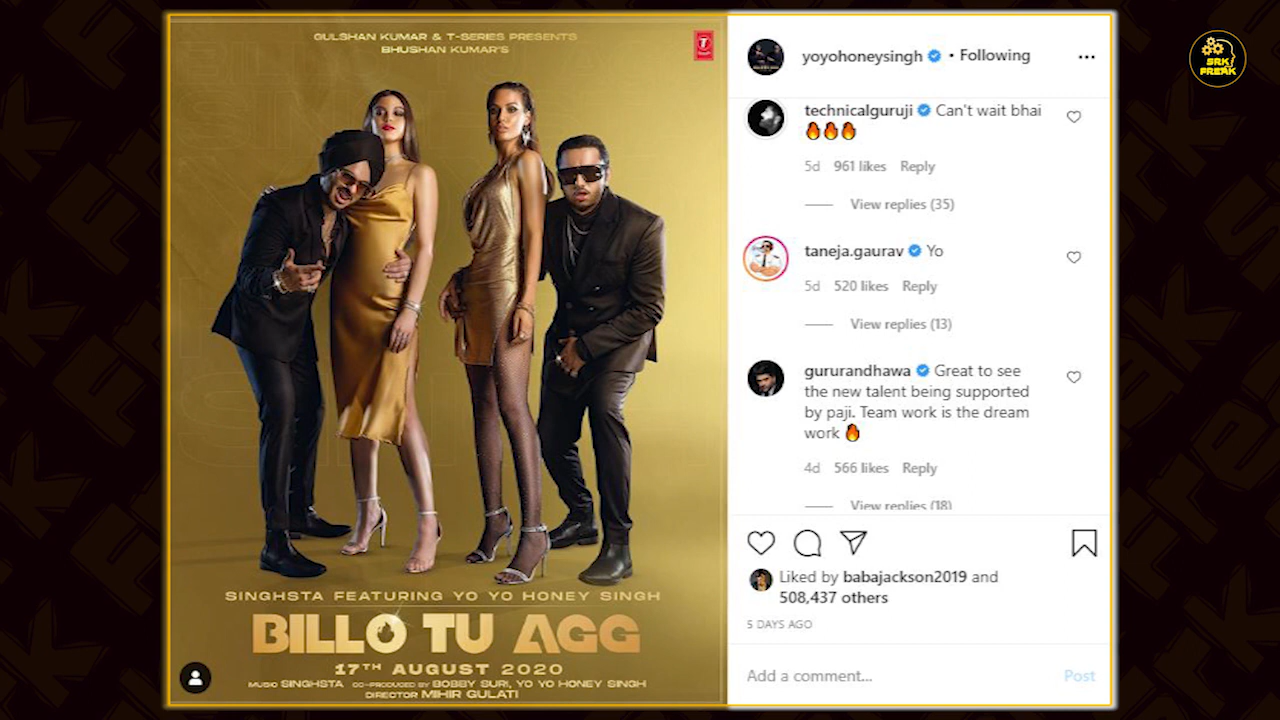 GULSHAN KUMAR & T-SERIES PRESENTS
BHUSHAN KUMAR'S
T
SINGHSTA FEATURING YO YO HONEY SINGH
BILLO TU AGG
17TH AUGUST 2020
MUSIC SINGHSTA CO-PRODUCED BY BOBBY SURI, YO YO HONEY SINGH
DIRECTOR MIHIR GULATI
yoyohoneysingh • Following
technicalguruji Can't wait bhai
🔥🔥🔥
5d 961 likes Reply
View replies (35)
taneja.gaurav Yo
5d 520 likes Reply
View replies (13)
gururandhawa Great to see
the new talent being supported
by paji. Team work is the dream
work 🔥
4d 566 likes Reply
View replies (18)
Liked by babajackson2019 and
508,437 others
5 DAYS AGO
Add a comment... Post
SRK
FREAK